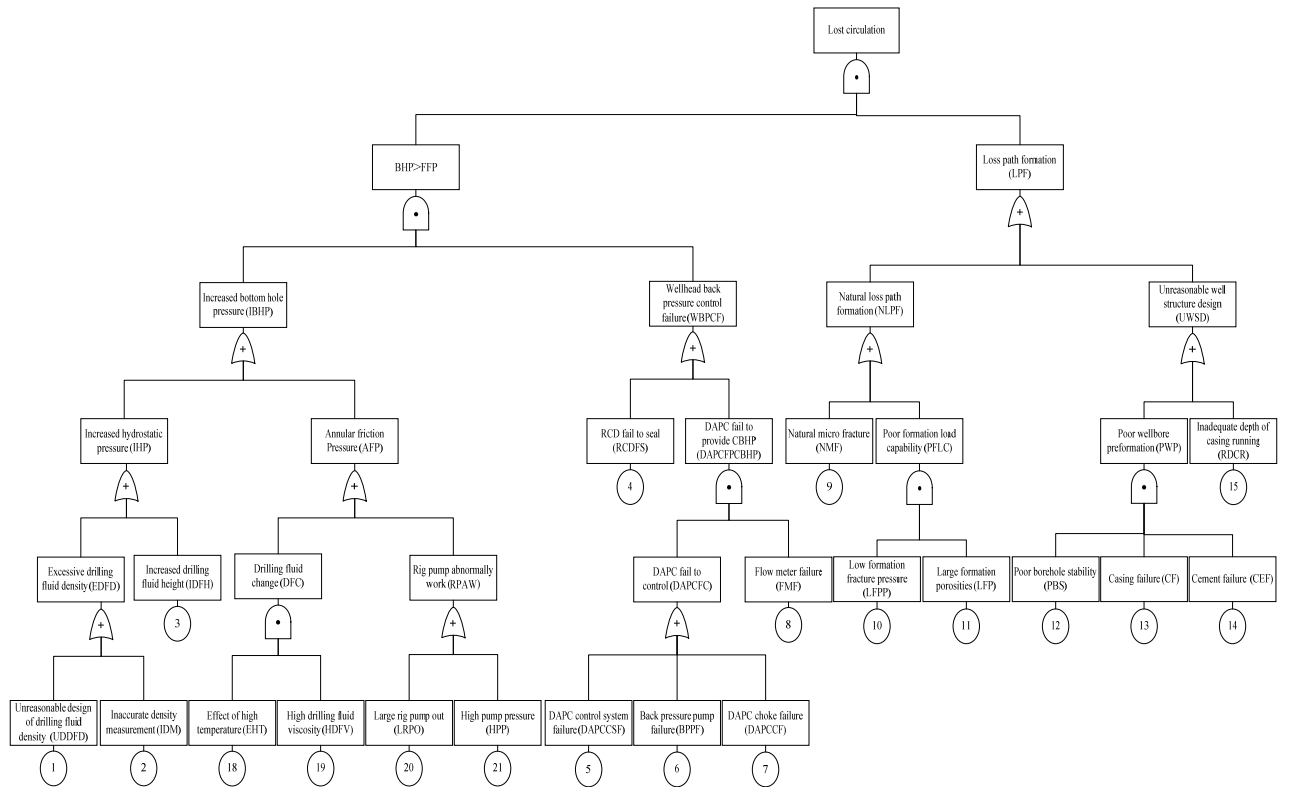 Lost circulation
•
BHP>FFP
Loss path formation
(LPF)
•
+
Increased bottom hole
pressure (IBHP)
Wellhead back
pressure control
failure (WBPCF)
Natural loss path
formation (NLPF)
Unreasonable well
structure design
(UWSD)
+
+
+
+
Increased hydrostatic
pressure (IHP)
Annular friction
Pressure (AFP)
RCD fail to seal
(RCDFS)
DAPC fail to
provide CBHP
(DAPCFPCBHP)
Natural micro fracture
(NMF)
Poor formation load
capability (PFLC)
Poor wellbore
preformation (PWP)
Inadequate depth of
casing running
(RDCR)
+
+
4
•
9
•
•
15
Excessive drilling
fluid density (EDFD)
Increased drilling
fluid height (IDFH)
Drilling fluid
change (DFC)
Rig pump abnormally
work (RPAW)
DAPC fail to
control (DAPCFC)
Flow meter failure
(FMF)
Low formation
fracture pressure
(LFPP)
Large formation
porosities (LFP)
Poor borehole
stability (PBS)
Casing failure (CF)
Cement failure (CEF)
+
3
•
+
+
8
10
11
12
13
14
Unreasonable design
of drilling fluid
density (UDDFD)
Inaccurate density
measurement (IDM)
Effect of high
temperature (EHT)
High drilling fluid
viscosity (HDFV)
Large rig pump out
(LRPO)
High pump pressure
(HPP)
DAPC control system
failure (DAPCCSF)
Back pressure pump
failure (BPPF)
DAPC choke failure
(DAPCCF)
1
2
18
19
20
21
5
6
7